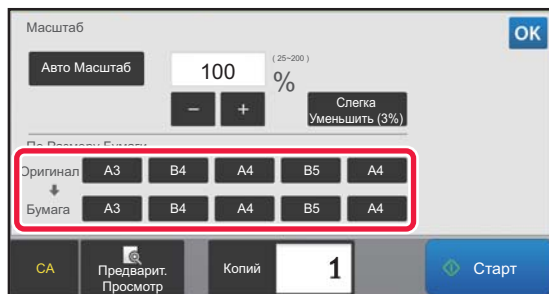 Масштаб
OK
Авто Масштаб
100
(25~200)
%
− +
Слегка
Уменьшить (3%)
По Размеру Бумаги
Оригинал A3 B4 A4 B5 A4
Бумага A3 B4 A4 B5 A4
CA
Предварит.
Просмотр
Копий
1
Старт